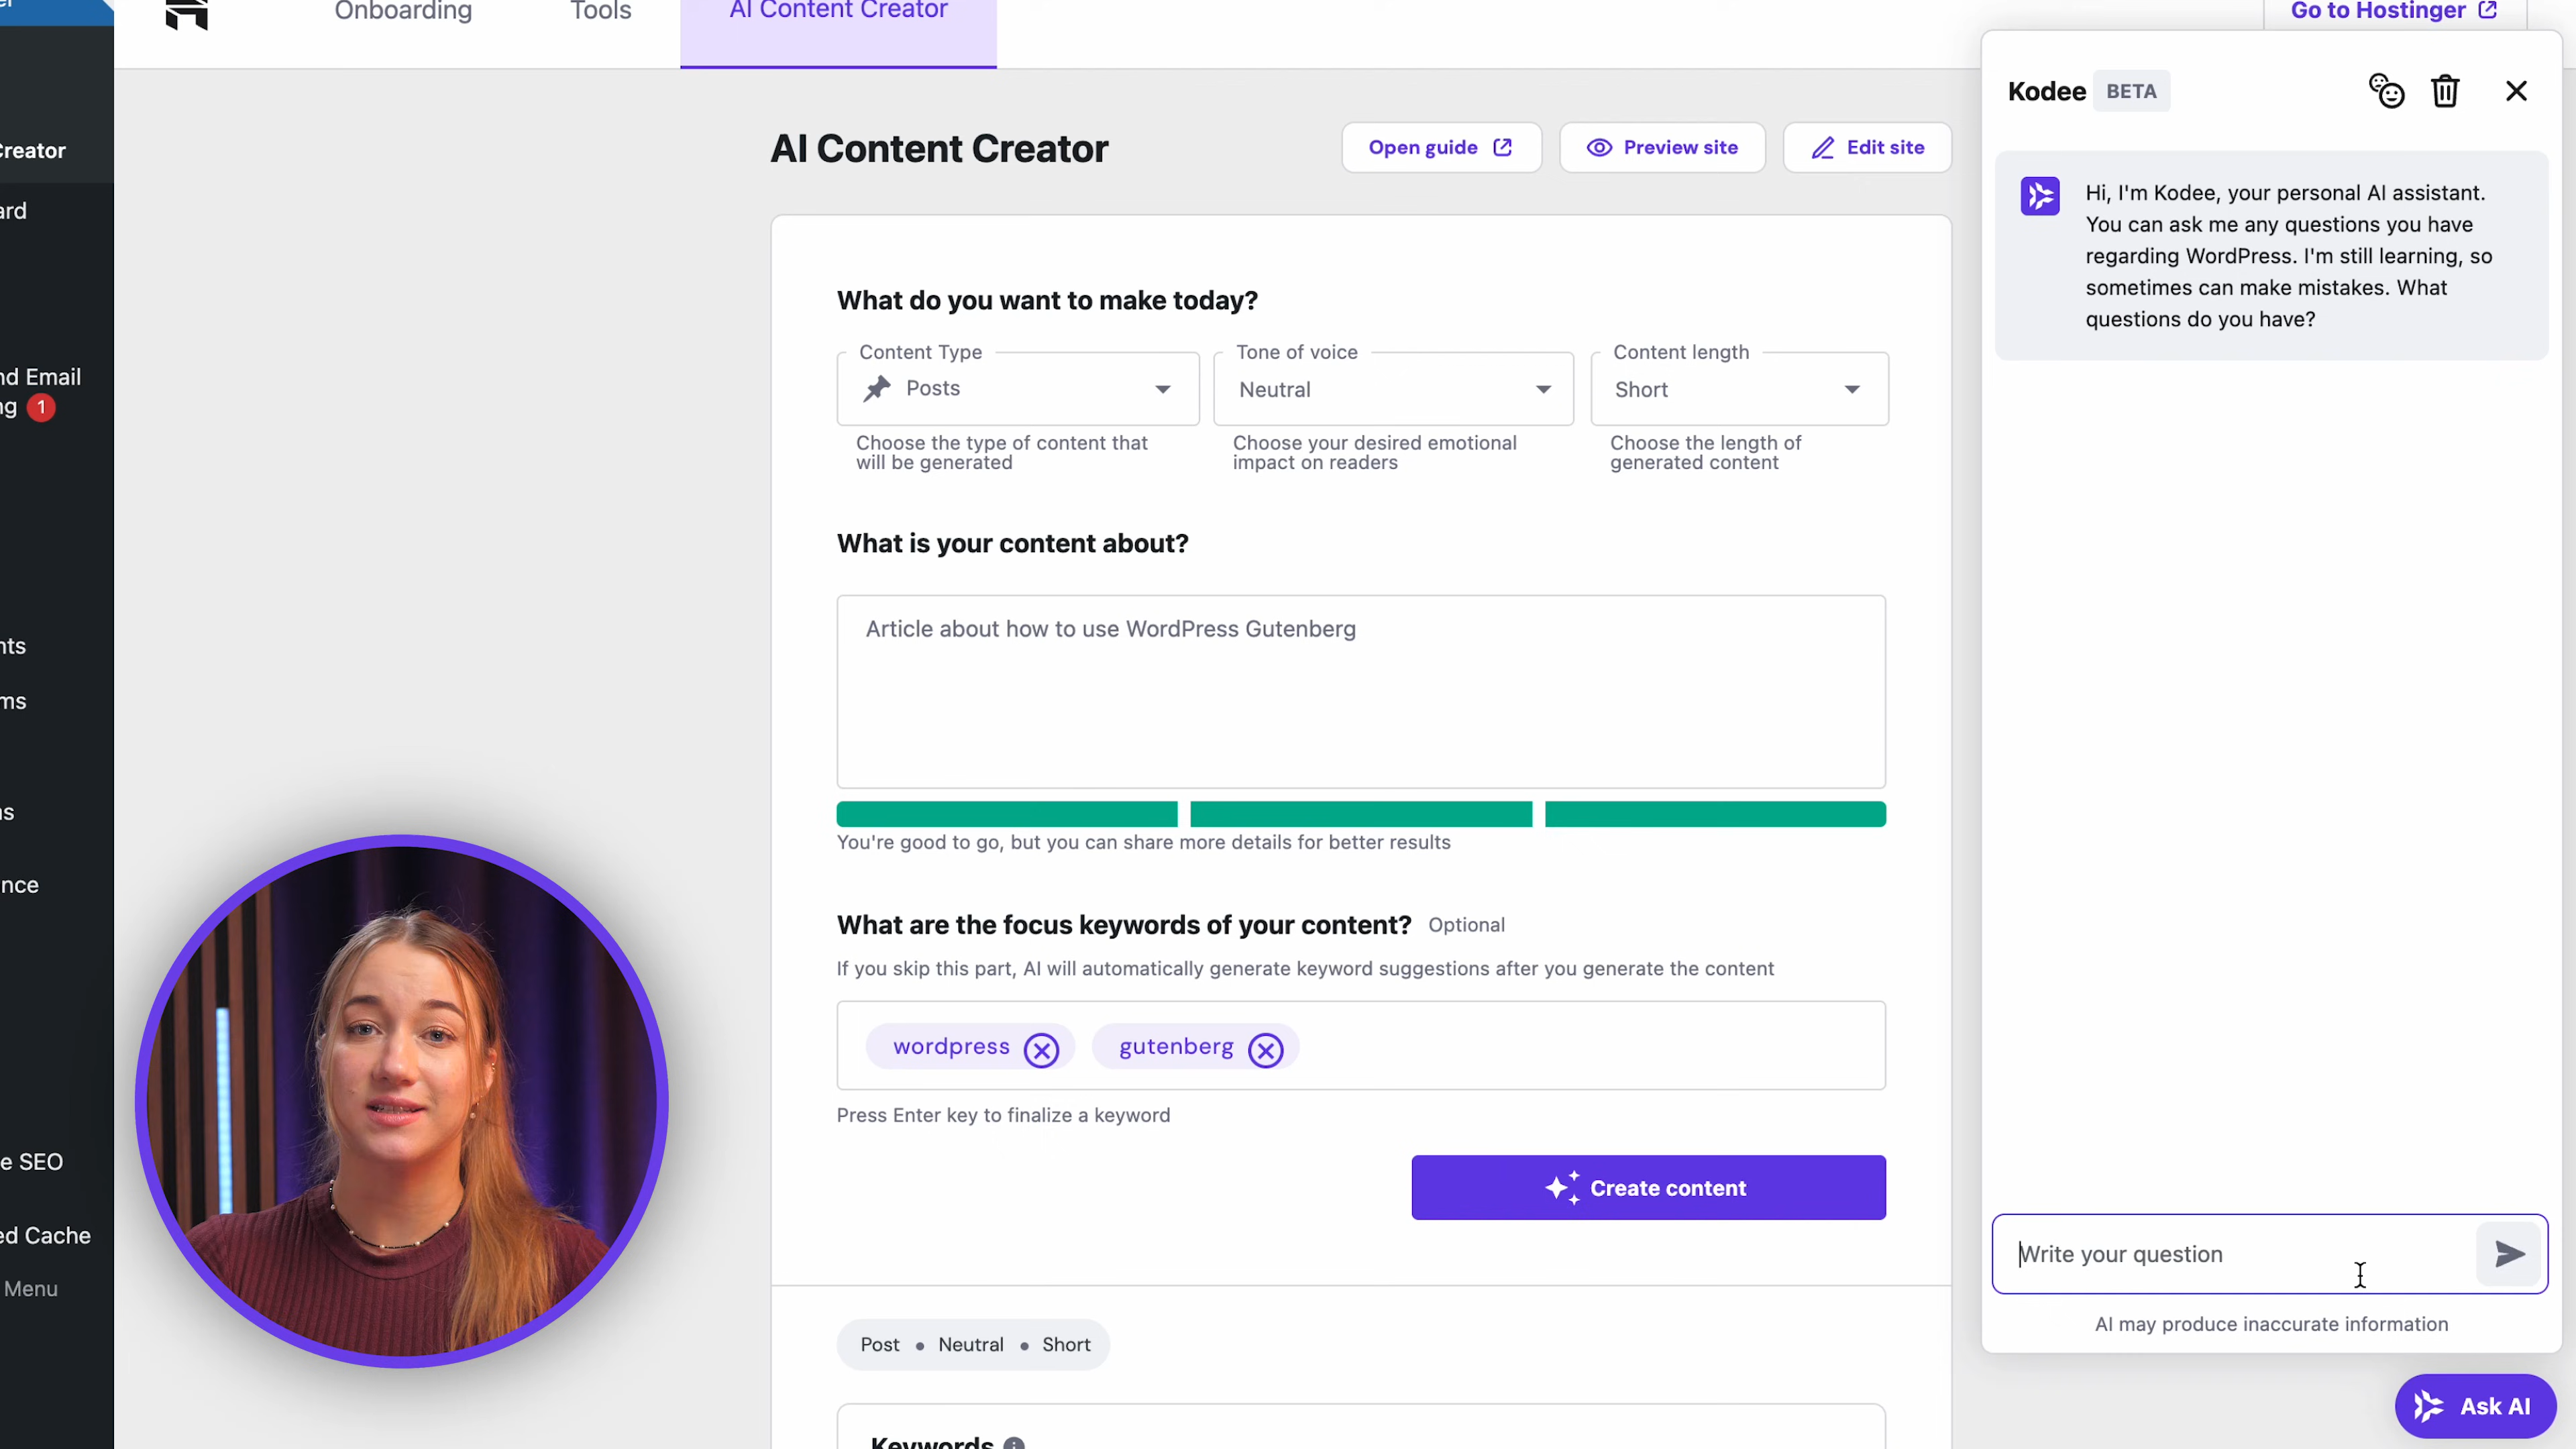 Onboarding
Tools
AI Content Creator
Go to Hostinger
Creator
ard
nd Email
ng 1
nts
ms
ns
nce
e SEO
ed Cache
Menu
AI Content Creator
Open guide
Preview site
Edit site
What do you want to make today?
Content Type
Posts
Choose the type of content that
will be generated
Tone of voice
Neutral
Choose your desired emotional
impact on readers
Content length
Short
Choose the length of
generated content
What is your content about?
Article about how to use WordPress Gutenberg
You're good to go, but you can share more details for better results
What are the focus keywords of your content? Optional
If you skip this part, AI will automatically generate keyword suggestions after you generate the content
wordpress
gutenberg
Press Enter key to finalize a keyword
Create content
Post • Neutral • Short
Keywords
Kodee BETA
Hi, I'm Kodee, your personal AI assistant.
You can ask me any questions you have
regarding WordPress. I'm still learning, so
sometimes can make mistakes. What
questions do you have?
Write your question
AI may produce inaccurate information
Ask AI